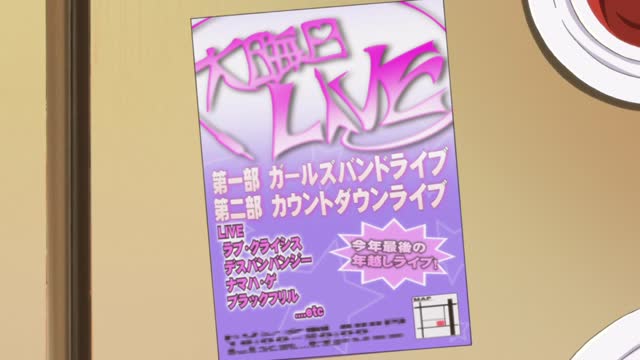 大晦日
LIVE
第一部 ガールズバンドライブ
第二部 カウントダウンライブ
LIVE
ラブ・クライシス
デスバンバンジー
ナマハ・ゲ
ブラックフリル
....etc
今年最後の
年越しライブ!
MAP